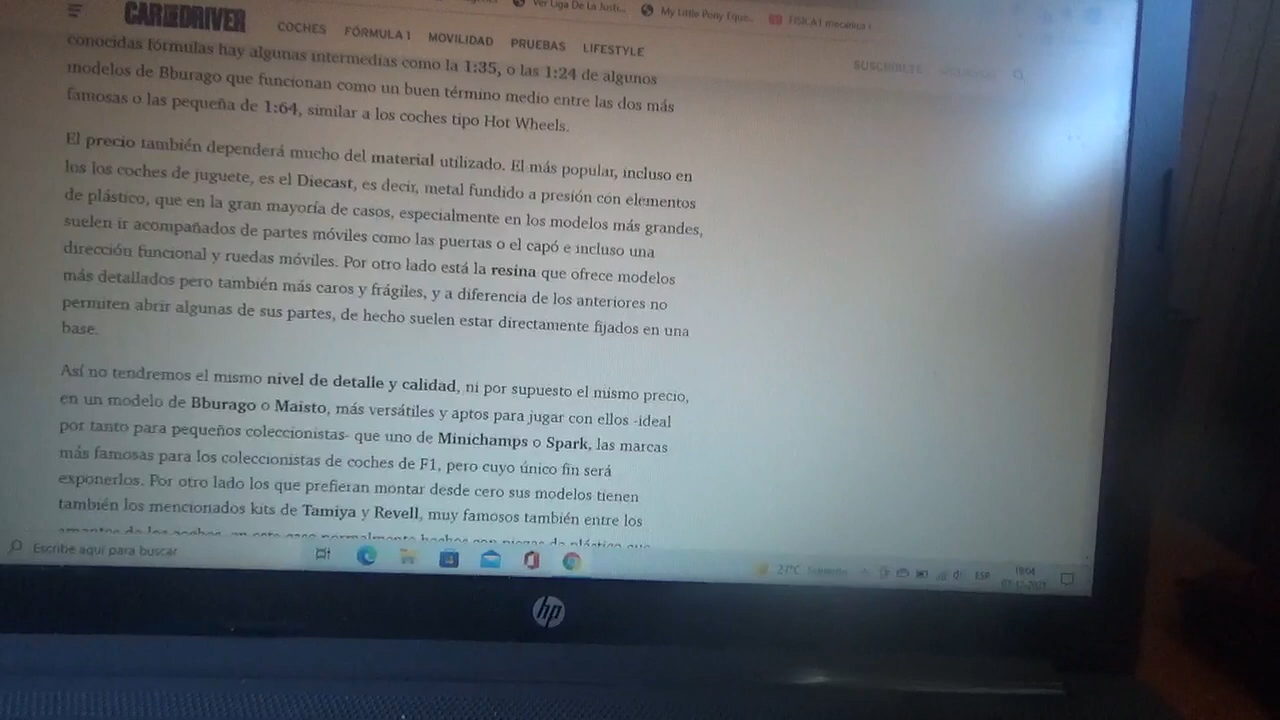 Ver Liga De La Justi...
My Little Pony Eque...
FISICA1 mecanica
CAR AND DRIVER
COCHES FÓRMULA 1 MOVILIDAD PRUEBAS LIFESTYLE
SUSCRÍBETE
conocidas fórmulas hay algunas intermedias como la 1:35, o las 1:24 de algunos
modelos de Bburago que funcionan como un buen término medio entre las dos más
famosas o las pequeña de 1:64, similar a los coches tipo Hot Wheels.
El precio también dependerá mucho del material utilizado. El más popular, incluso en
los los coches de juguete, es el Diecast, es decir, metal fundido a presión con elementos
de plástico, que en la gran mayoría de casos, especialmente en los modelos más grandes,
suelen ir acompañados de partes móviles como las puertas o el capó e incluso una
dirección funcional y ruedas móviles. Por otro lado está la resina que ofrece modelos
más detallados pero también más caros y frágiles, y a diferencia de los anteriores no
permiten abrir algunas de sus partes, de hecho suelen estar directamente fijados en una
base.
Así no tendremos el mismo nivel de detalle y calidad, ni por supuesto el mismo precio,
en un modelo de Bburago o Maisto, más versátiles y aptos para jugar con ellos -ideal
por tanto para pequeños coleccionistas- que uno de Minichamps o Spark, las marcas
más famosas para los coleccionistas de coches de F1, pero cuyo único fin será
exponerlos. Por otro lado los que prefieran montar desde cero sus modelos tienen
también los mencionados kits de Tamiya y Revell, muy famosos también entre los
Escribe aquí para buscar
27°C
ESP
hp